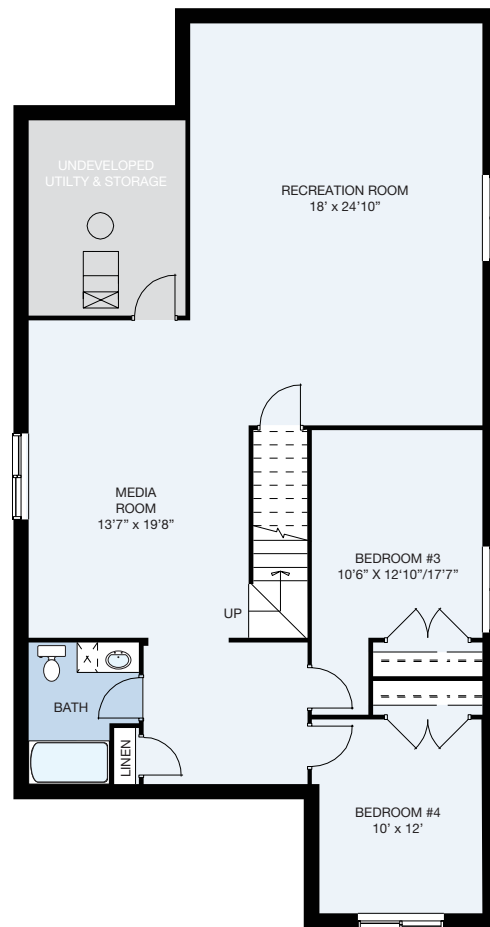 UNDEVELOPED
UTILTY & STORAGE
RECREATION ROOM
18’ x 24’10”
MEDIA
ROOM
13’7” x 19’8”
BEDROOM #3
10’6” X 12‘10”/17’7”
UP
BATH
LINEN
BEDROOM #4
10’ x 12’